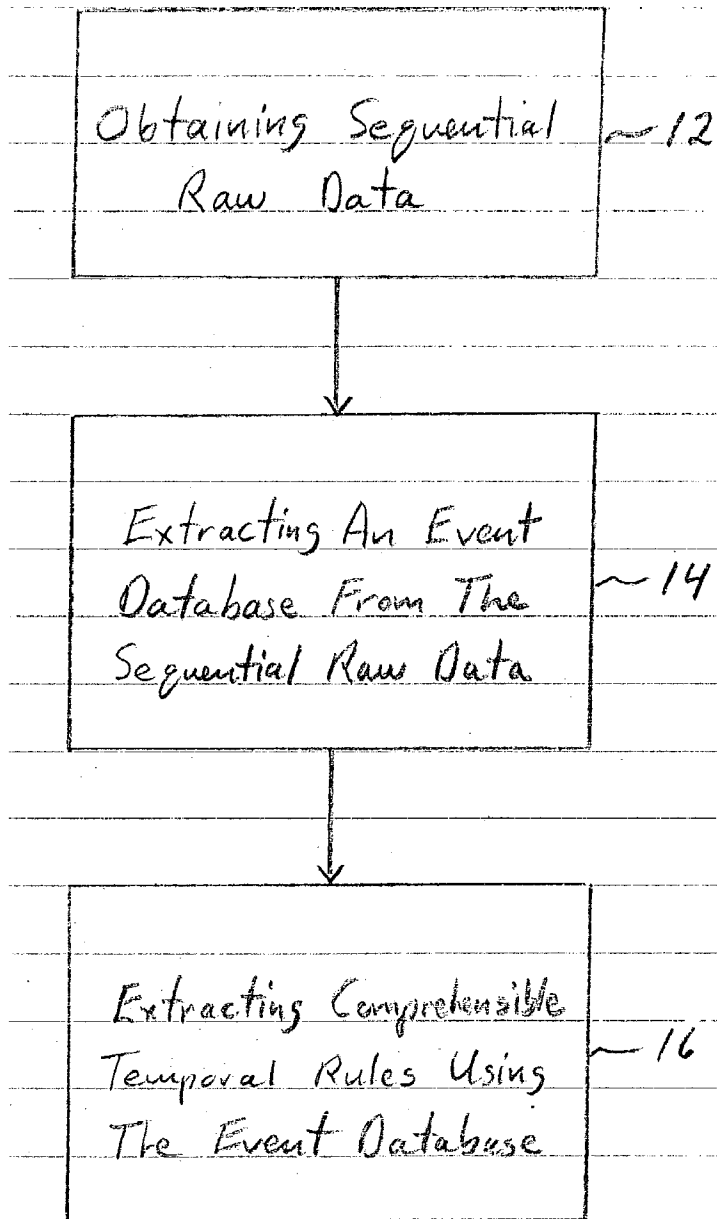 Obtaining Sequential
Raw Data
~12
Extracting An Event
Database From The
Sequential Raw Data
~14
Extracting Comprehensible
Temporal Rules Using
The Event Database
~16